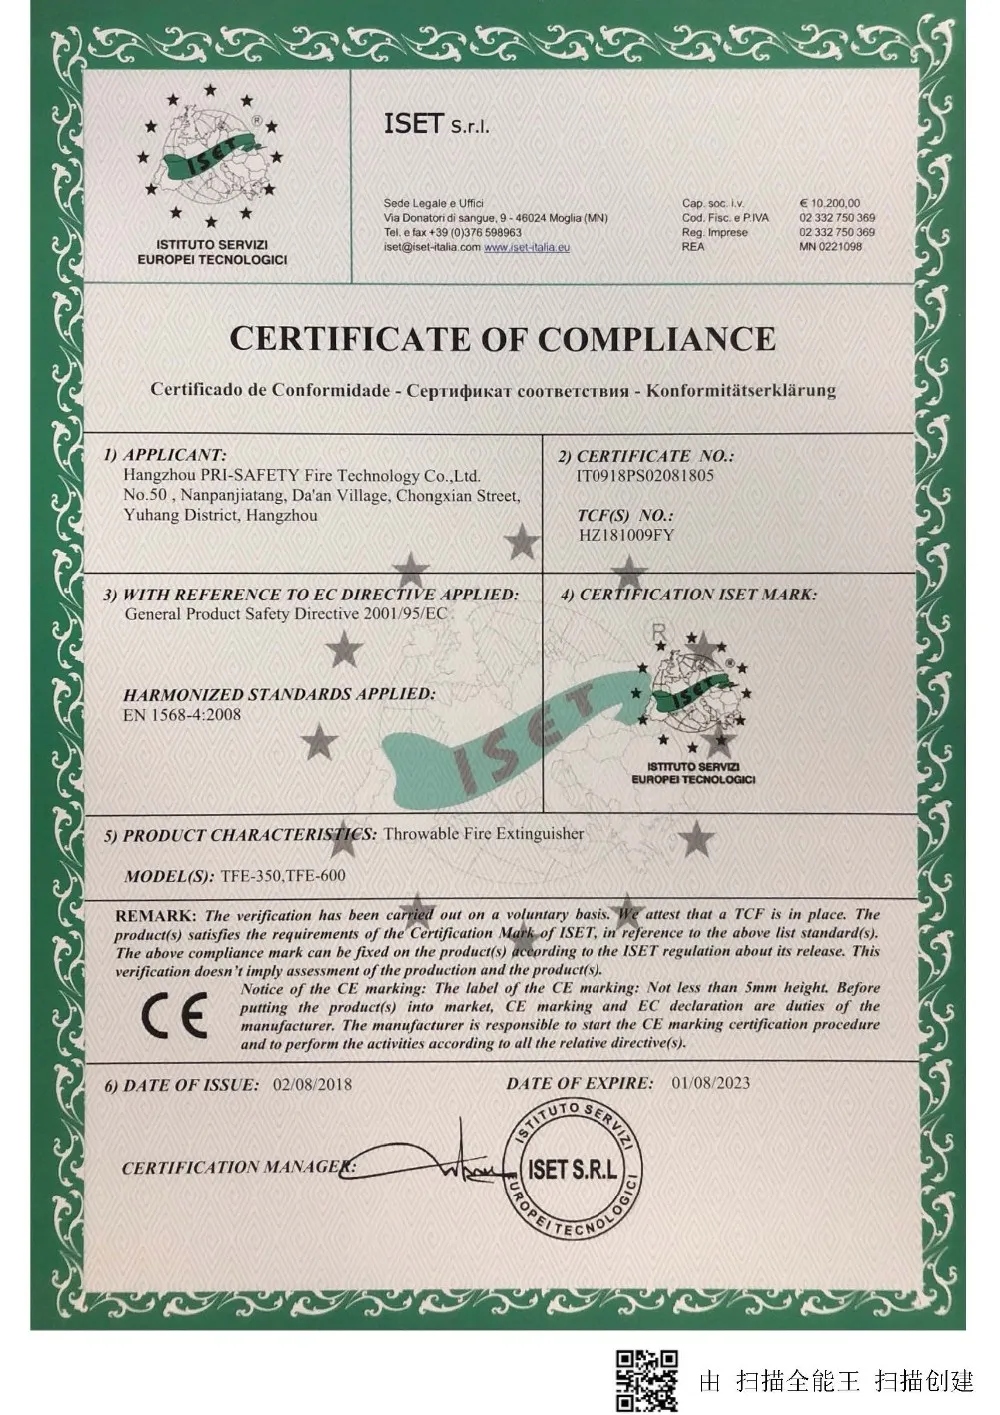 ISET
®
ISTITUTO SERVIZI
EUROPEI TECNOLOGICI
ISET S.r.l.
Sede Legale e Uffici
Via Donatori di sangue, 9 - 46024 Moglia (MN)
Tel. e fax +39 (0)376 598963
iset@iset-italia.com www.iset-italia.eu
Cap. soc. i.v. € 10.200,00
Cod. Fisc. e P.IVA 02 332 750 369
Reg. Imprese 02 332 750 369
REA MN 0221098
CERTIFICATE OF COMPLIANCE
Certificado de Conformidade - Сертификат соответствия - Konformitätserklärung
1) APPLICANT:
Hangzhou PRI-SAFETY Fire Technology Co.,Ltd.
No.50 , Nanpanjiatang, Da'an Village, Chongxian Street,
Yuhang District, Hangzhou
2) CERTIFICATE NO.:
IT0918PS02081805
TCF(S) NO.:
HZ181009FY
3) WITH REFERENCE TO EC DIRECTIVE APPLIED:
General Product Safety Directive 2001/95/EC
HARMONIZED STANDARDS APPLIED:
EN 1568-4:2008
4) CERTIFICATION ISET MARK:
R
ISET
®
ISTITUTO SERVIZI
EUROPEI TECNOLOGICI
ISET
5) PRODUCT CHARACTERISTICS: Throwable Fire Extinguisher
MODEL(S): TFE-350,TFE-600
REMARK: The verification has been carried out on a voluntary basis. We attest that a TCF is in place. The
product(s) satisfies the requirements of the Certification Mark of ISET, in reference to the above list standard(s).
The above compliance mark can be fixed on the product(s) according to the ISET regulation about its release. This
verification doesn't imply assessment of the production and the product(s).
CE
Notice of the CE marking: The label of the CE marking: Not less than 5mm height. Before
putting the product(s) into market, CE marking and EC declaration are duties of the
manufacturer. The manufacturer is responsible to start the CE marking certification procedure
and to perform the activities according to all the relative directive(s).
6) DATE OF ISSUE: 02/08/2018
DATE OF EXPIRE: 01/08/2023
CERTIFICATION MANAGER:
ISTITUTO SERVIZI
ISET S.R.L
EUROPEI TECNOLOGICI
由 扫描全能王 扫描创建